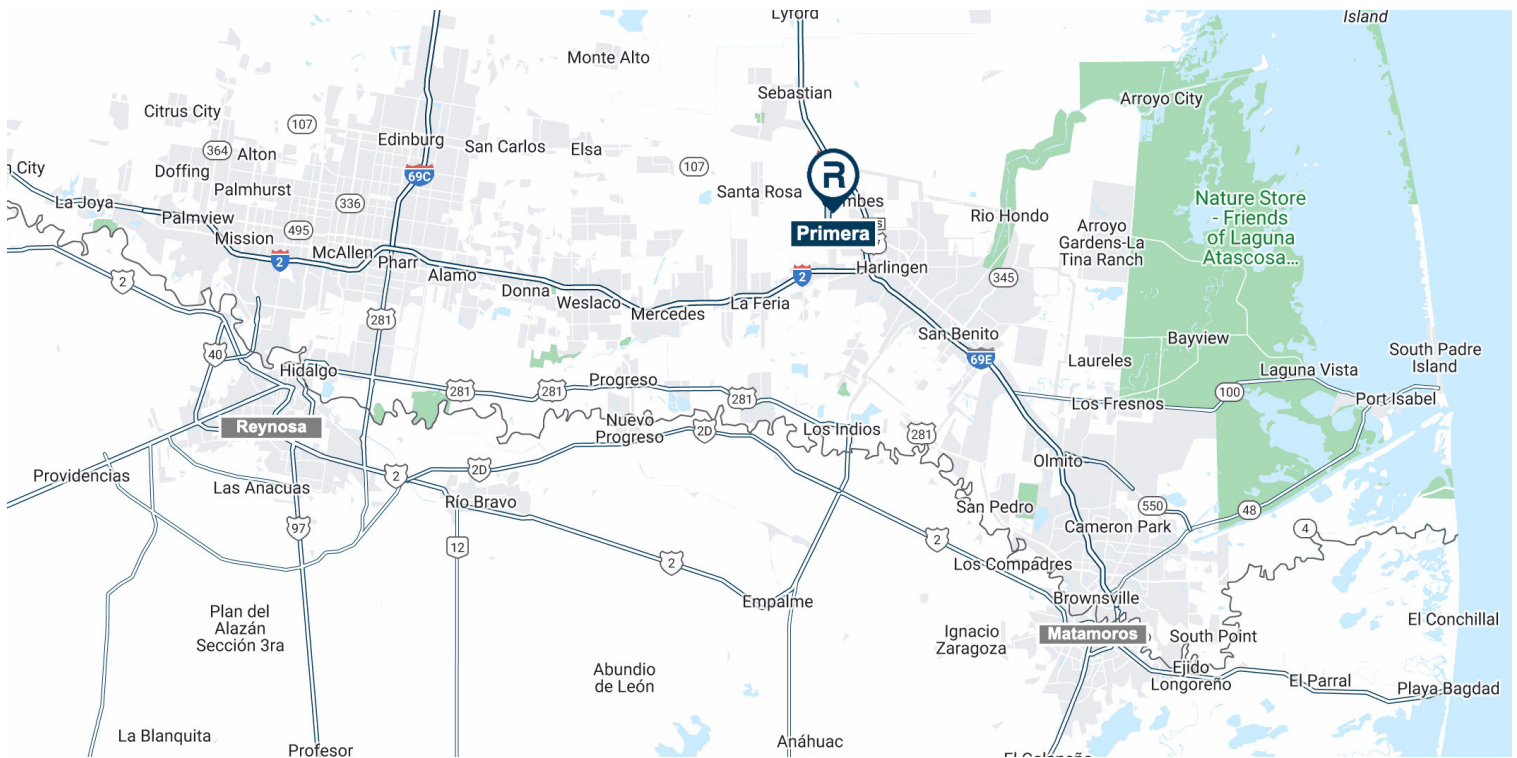 Lyford
Island
Monte Alto
Sebastian
Arroyo City
Citrus City
107
Edinburg
San Carlos
Elsa
364
Alton
107
Doffing
69C
n City
Palmhurst
336
Santa Rosa
R
mbes
La Joya
Palmview
Rio Hondo
Nature Store
- Friends
of Laguna
Atascosa...
Arroyo
Gardens-La
Tina Ranch
Mission
495
Primera
McAllen
Pharr
2
Alamo
2
2
Harlingen
345
Donna
Weslaco
Mercedes
La Feria
281
San Benito
Bayview
40
69E
Laureles
South Padre
Island
Hidalgo
Laguna Vista
281
281
Progreso
281
100
Port Isabel
Los Fresnos
Reynosa
Nuevo
Progreso
2D
Los Indios
281
Olmito
Providencias
2
2D
Las Anacuas
Río Bravo
San Pedro
550
48
97
Cameron Park
4
12
2
2
Los Compadres
Empalme
Brownsville
Plan del
Alazán
Sección 3ra
Ignacio
Zaragoza
Matamoros
South Point
El Conchillal
Abundio
de León
Ejido
Longoreño
El Parral
Playa Bagdad
La Blanquita
Profesor
Anáhuac